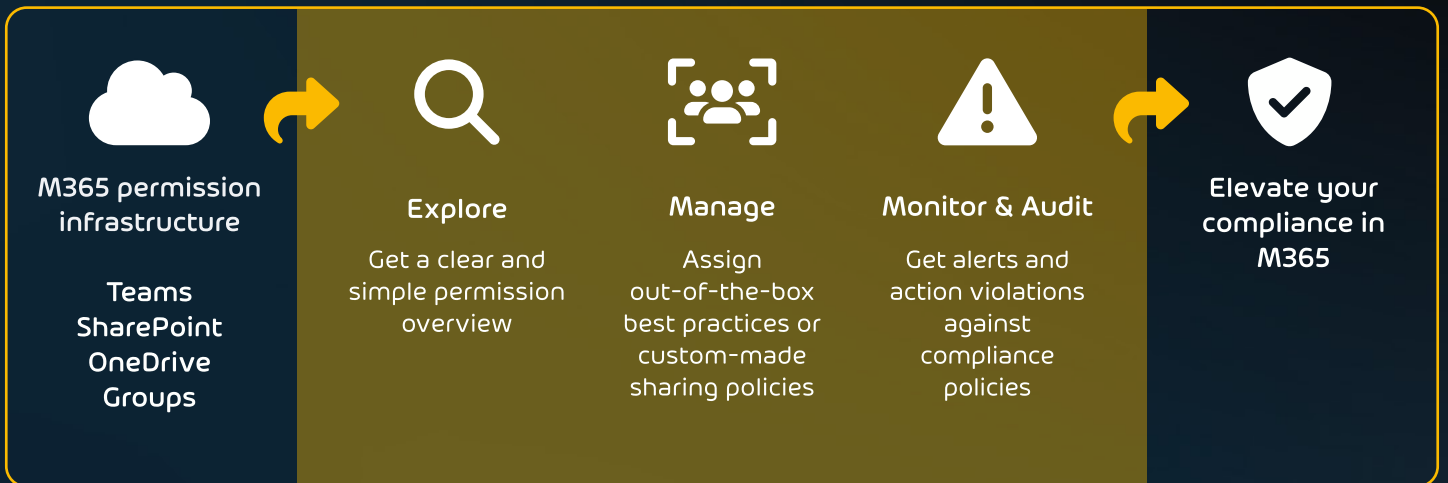 M365 permission
infrastructure
Teams
SharePoint
OneDrive
Groups
Explore
Get a clear and
simple permission
overview
Manage
Assign
out-of-the-box
best practices or
custom-made
sharing policies
Monitor & Audit
Get alerts and
action violations
against
compliance
policies
Elevate your
compliance in
M365